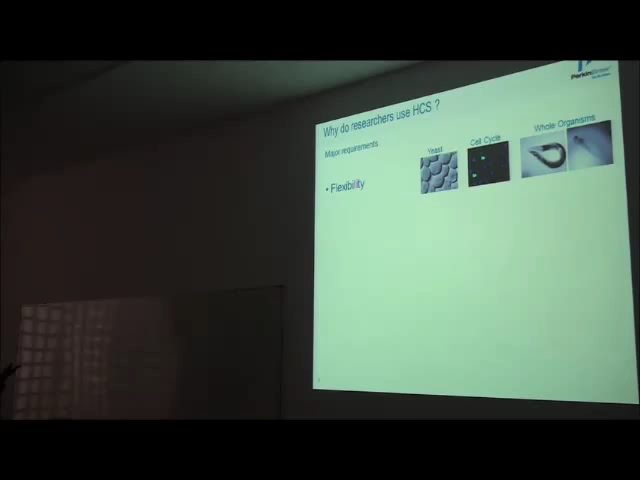 PerkinElmer
Why do researchers use HCS ?
Major requirements
Yeast
Cell Cycle
Whole Organisms
• Flexibility